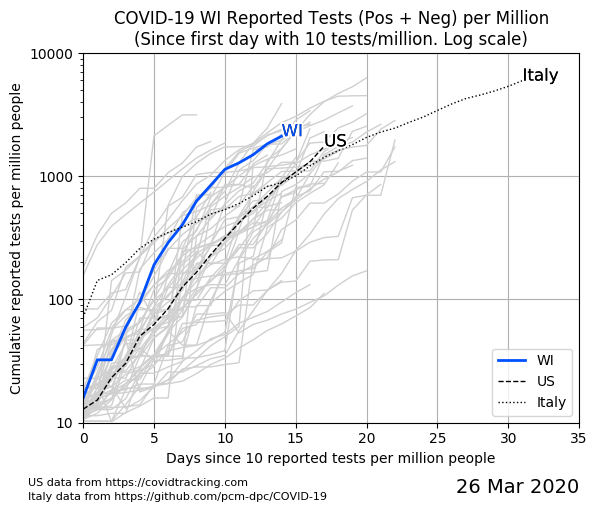 COVID-19 WI Reported Tests (Pos + Neg) per Million
(Since first day with 10 tests/million. Log scale)
Cumulative reported tests per million people
10000
1000
100
10
Italy
WI
US
WI
US
Italy
0 5 10 15 20 25 30 35
Days since 10 reported tests per million people
US data from https://covidtracking.com
Italy data from https://github.com/pcm-dpc/COVID-19
26 Mar 2020